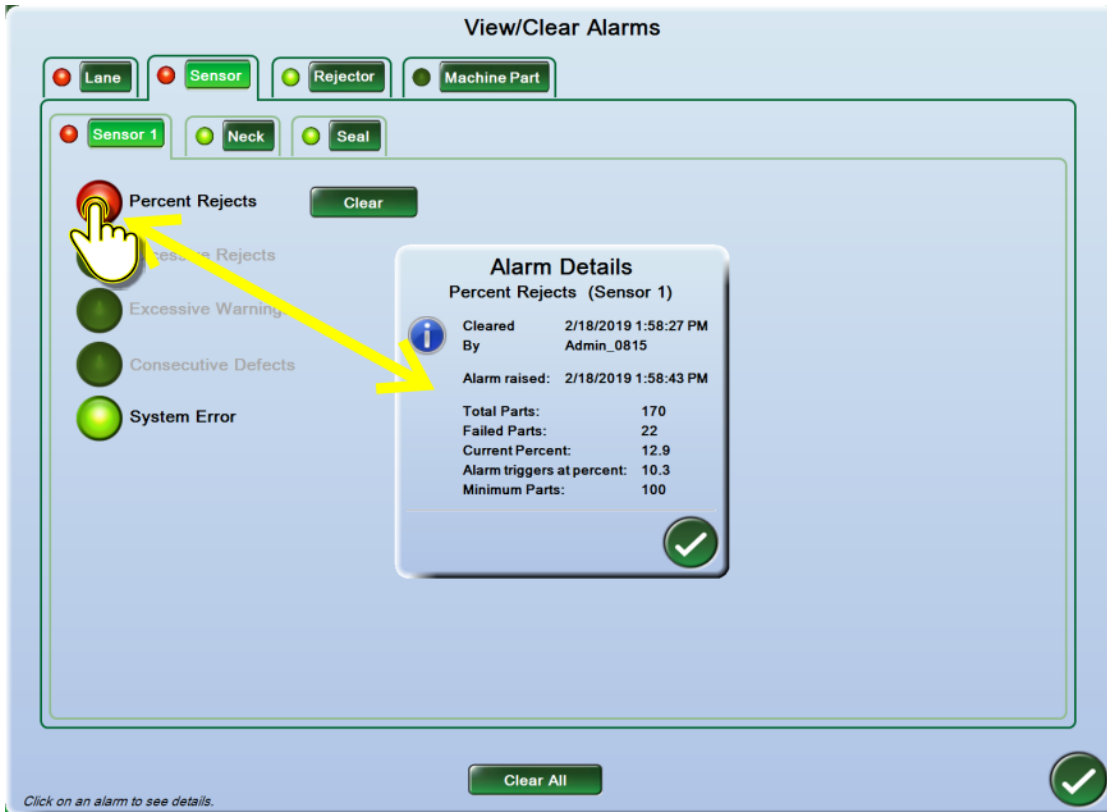 View/Clear Alarms
Lane Sensor Rejector Machine Part
Sensor 1 Neck Seal
Percent Rejects Clear
Rejects
Excessive Warning
Consecutive Defects
System Error
Alarm Details
Percent Rejects (Sensor 1)
Cleared 2/18/2019 1:58:27 PM
By Admin_0815
Alarm raised: 2/18/2019 1:58:43 PM
Total Parts: 170
Failed Parts: 22
Current Percent: 12.9
Alarm triggers at percent: 10.3
Minimum Parts: 100
Clear All
Click on an alarm to see details.